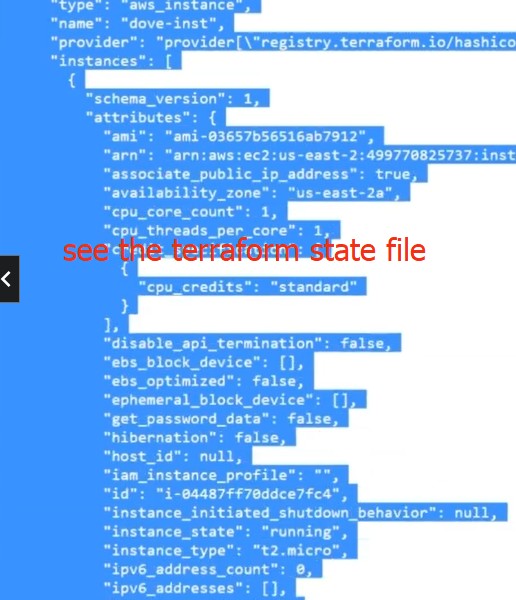 "type": "aws_instance",
"name": "dove-inst",
"provider": "provider[\"registry.terraform.io/hashico
"instances": [
{
"schema_version": 1,
"attributes": {
"ami": "ami-03657b56516ab7912",
"arn": "arn:aws:ec2:us-east-2:499770825737:inst
"associate_public_ip_address": true,
"availability_zone": "us-east-2a",
"cpu_core_count": 1,
"cpu_threads_per_core": 1,
see the terraform state file
{
"cpu_credits": "standard"
}
],
"disable_api_termination": false,
"ebs_block_device": [],
"ebs_optimized": false,
"ephemeral_block_device": [],
"get_password_data": false,
"hibernation": false,
"host_id": null,
"iam_instance_profile": "",
"id": "i-04487ff70ddce7fc4",
"instance_initiated_shutdown_behavior": null,
"instance_state": "running",
"instance_type": "t2.micro",
"ipv6_address_count": 0,
"ipv6_addresses": [],